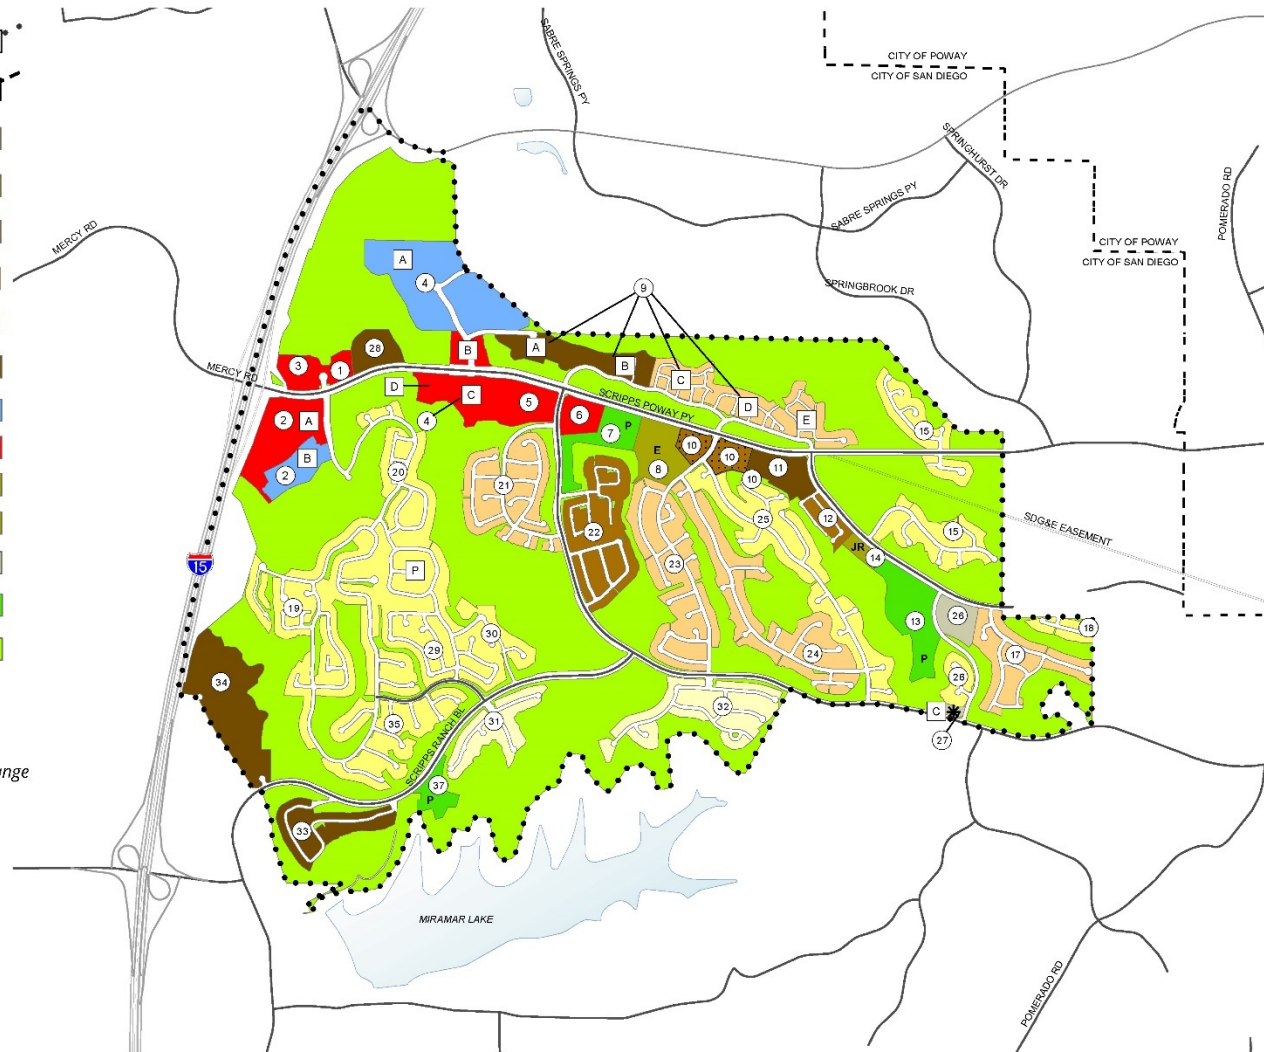 CITY OF POWAY
CITY OF SAN DIEGO
SABRE SPRINGS PY
SPRINGHURST DR
POMERADO RD
SABRE SPRINGS PY
MERCY RD
CITY OF POWAY
CITY OF SAN DIEGO
A
4
9
SPRINGBROOK DR
28
B
A
3
1
MERCY RD
B
C
D
C
D
SCRIPPS POWAY PY
5
6
2
A
4
7
P
E
15
E
10
10
B
2
20
8
11
10
21
25
12
22
15
SDG&E EASEMENT
JR
14
15
P
23
19
13
26
18
30
29
24
17
P
34
28
32
C
31
35
27
SCRIPPS RANCH BL
ange
37
P
33
MIRAMAR LAKE
POMERADO RD